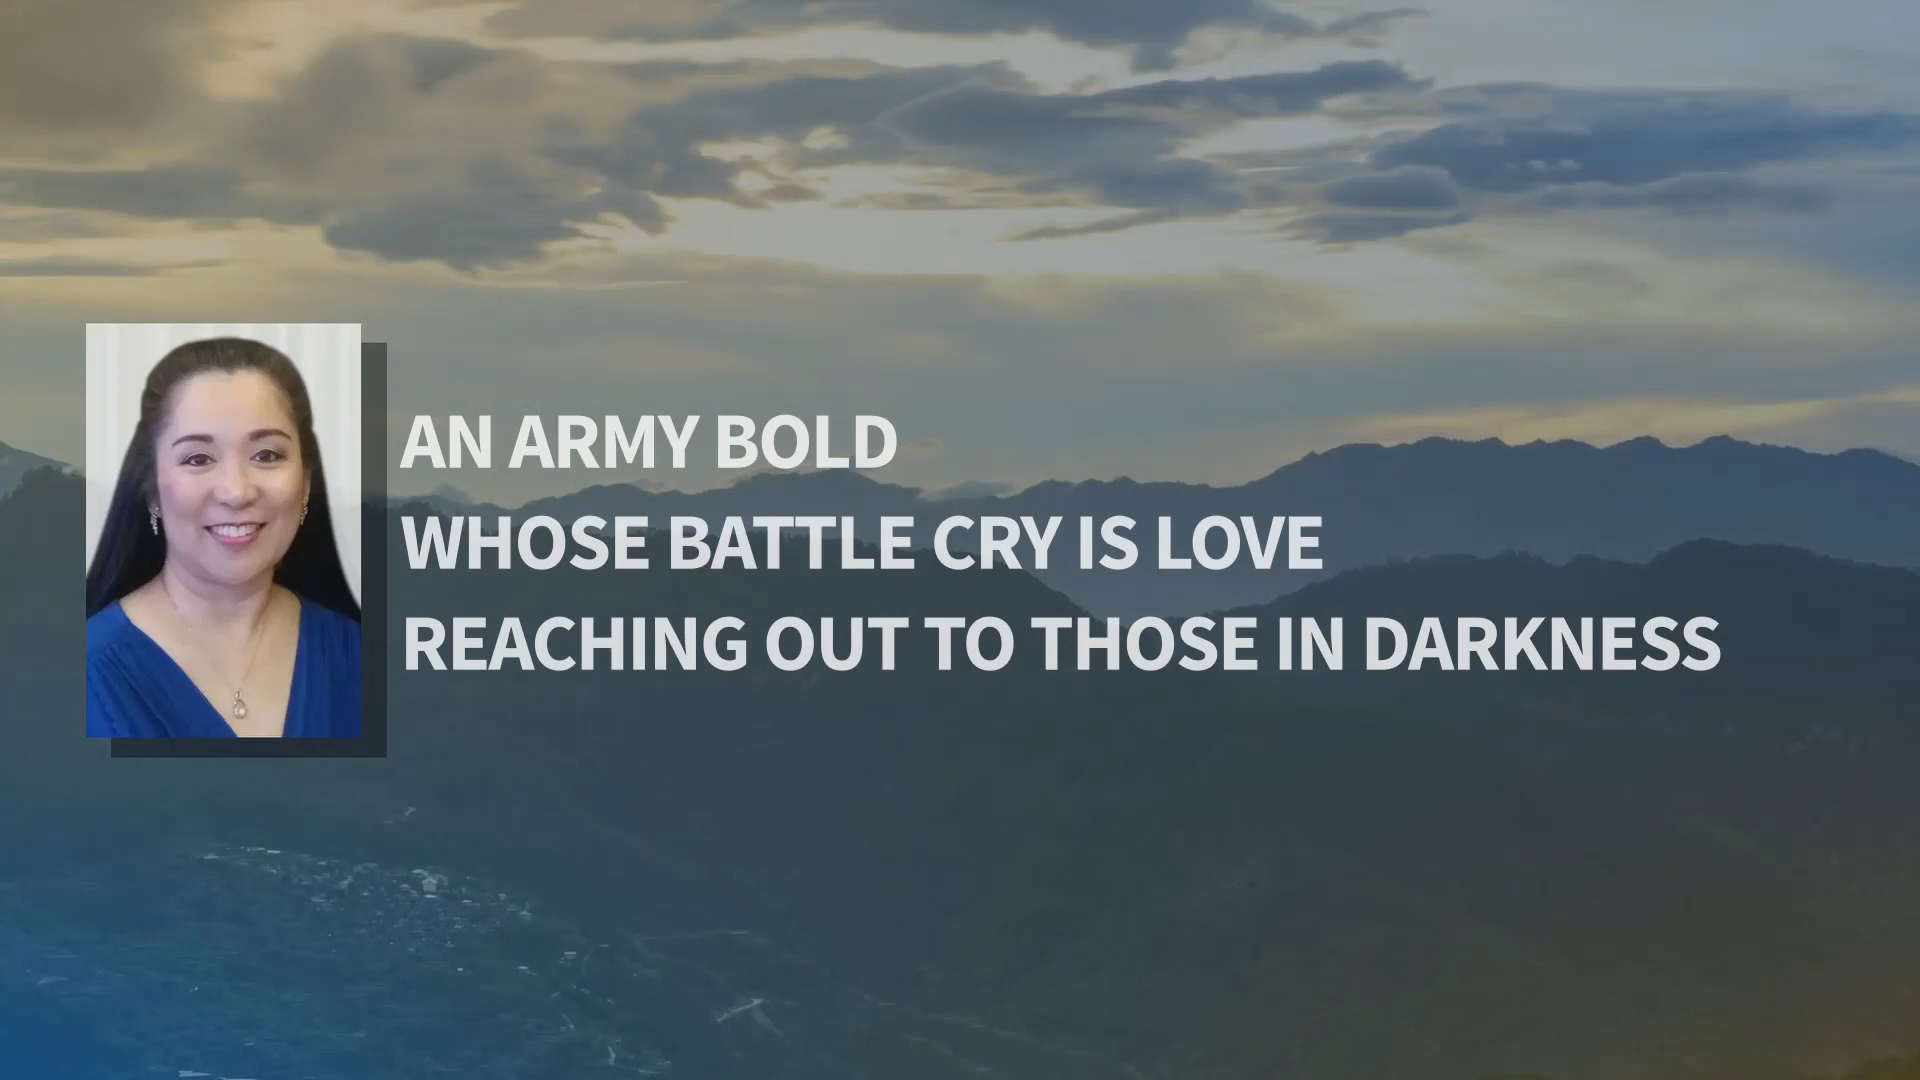 AN ARMY BOLD
WHOSE BATTLE CRY IS LOVE
REACHING OUT TO THOSE IN DARKNESS